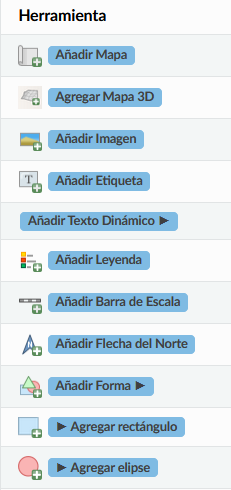 Herramienta
Añadir Mapa
Agregar Mapa 3D
Añadir Imagen
T
Añadir Etiqueta
Añadir Texto Dinámico ►
Añadir Leyenda
Añadir Barra de Escala
Añadir Flecha del Norte
Añadir Forma ►
► Agregar rectángulo
► Agregar elipse